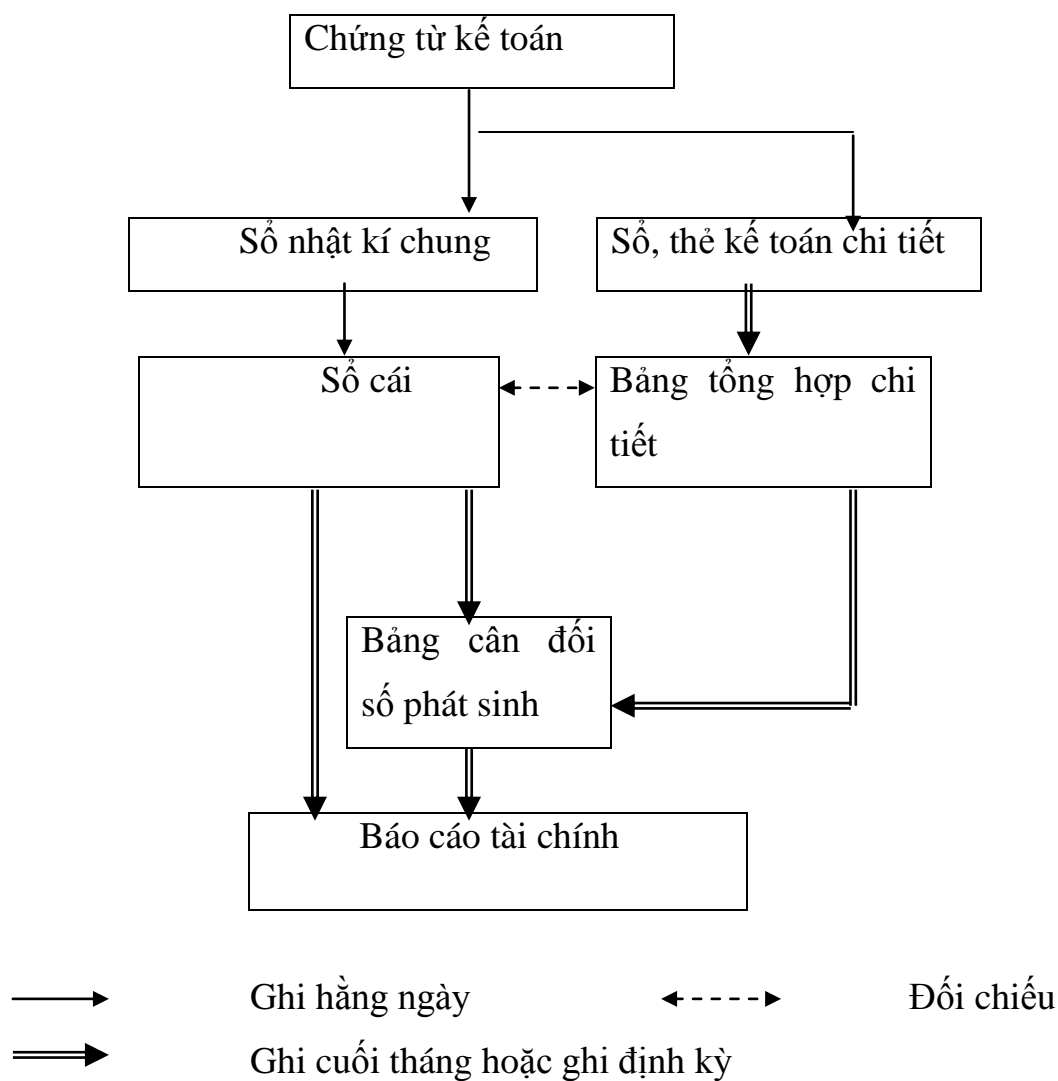 Chứng từ kế toán
Sổ nhật kí chung
Sổ, thẻ kế toán chi tiết
Sổ cái
Bảng tổng hợp chi
tiết
Bảng cân đối
số phát sinh
Báo cáo tài chính
Ghi hằng ngày
Đối chiếu
Ghi cuối tháng hoặc ghi định kỳ